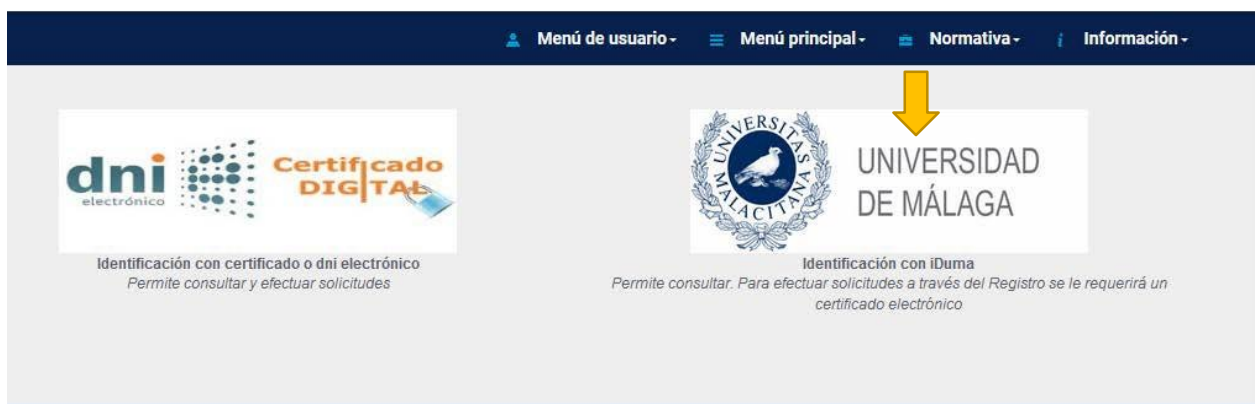 Menú de usuario
Menú principal
Normativa
Información
dni
electrónico
Certificado
DIGITAL
UNIVERSITAS MALACITANA
UNIVERSIDAD
DE MÁLAGA
Identificación con certificado o dni electrónico
Permite consultar y efectuar solicitudes
Identificación con iDuma
Permite consultar. Para efectuar solicitudes a través del Registro se le requerirá un
certificado electrónico